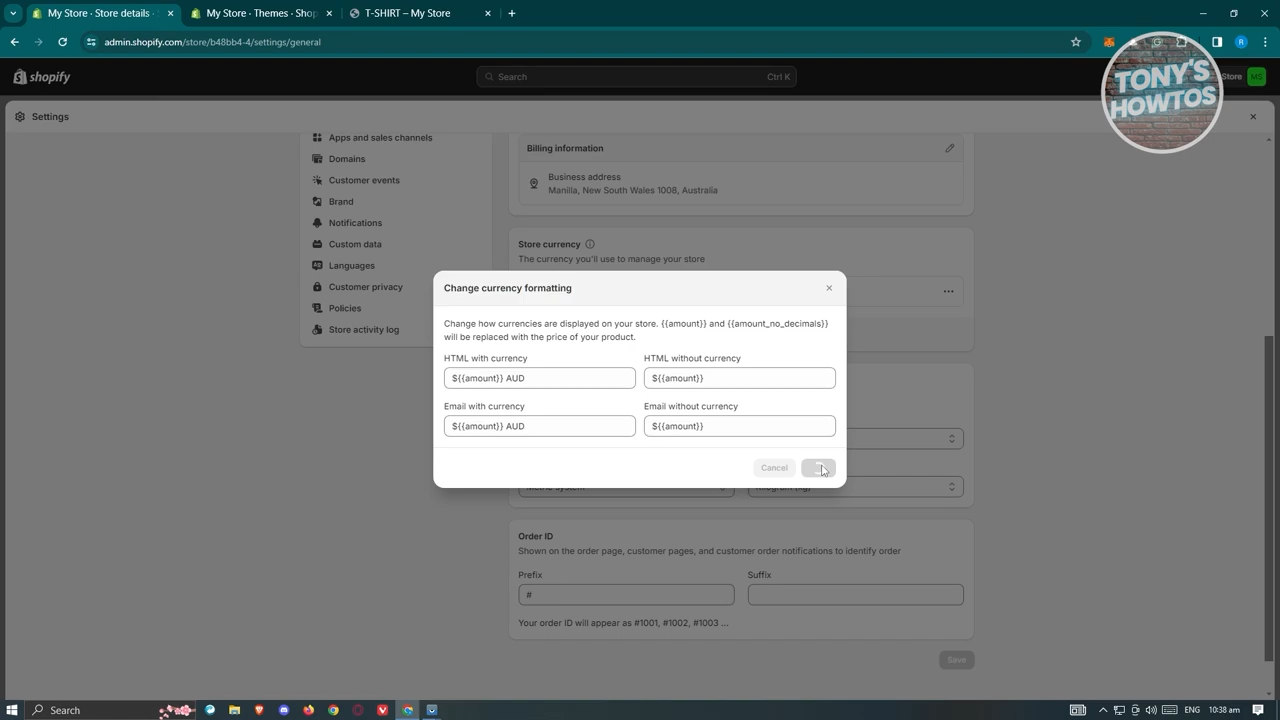 My Store · Store details ·
My Store · Themes · Shop
T-SHIRT – My Store
admin.shopify.com/store/b48bb4-4/settings/general
R
shopify
Search
Ctrl K
Store
MS
TONY'S
HOWTOS
Settings
Apps and sales channels
Domains
Customer events
Brand
Notifications
Custom data
Languages
Customer privacy
Policies
Store activity log
Billing information
Business address
Manilla, New South Wales 1008, Australia
Store currency
The currency you'll use to manage your store
Change currency formatting
Change how currencies are displayed on your store. {{amount}} and {{amount_no_decimals}}
will be replaced with the price of your product.
HTML with currency
HTML without currency
${{amount}} AUD
${{amount}}
Email with currency
Email without currency
${{amount}} AUD
${{amount}}
Cancel
Order ID
Shown on the order page, customer pages, and customer order notifications to identify order
Prefix
Suffix
#
Your order ID will appear as #1001, #1002, #1003 ...
Save
Search
ENG
10:38 am